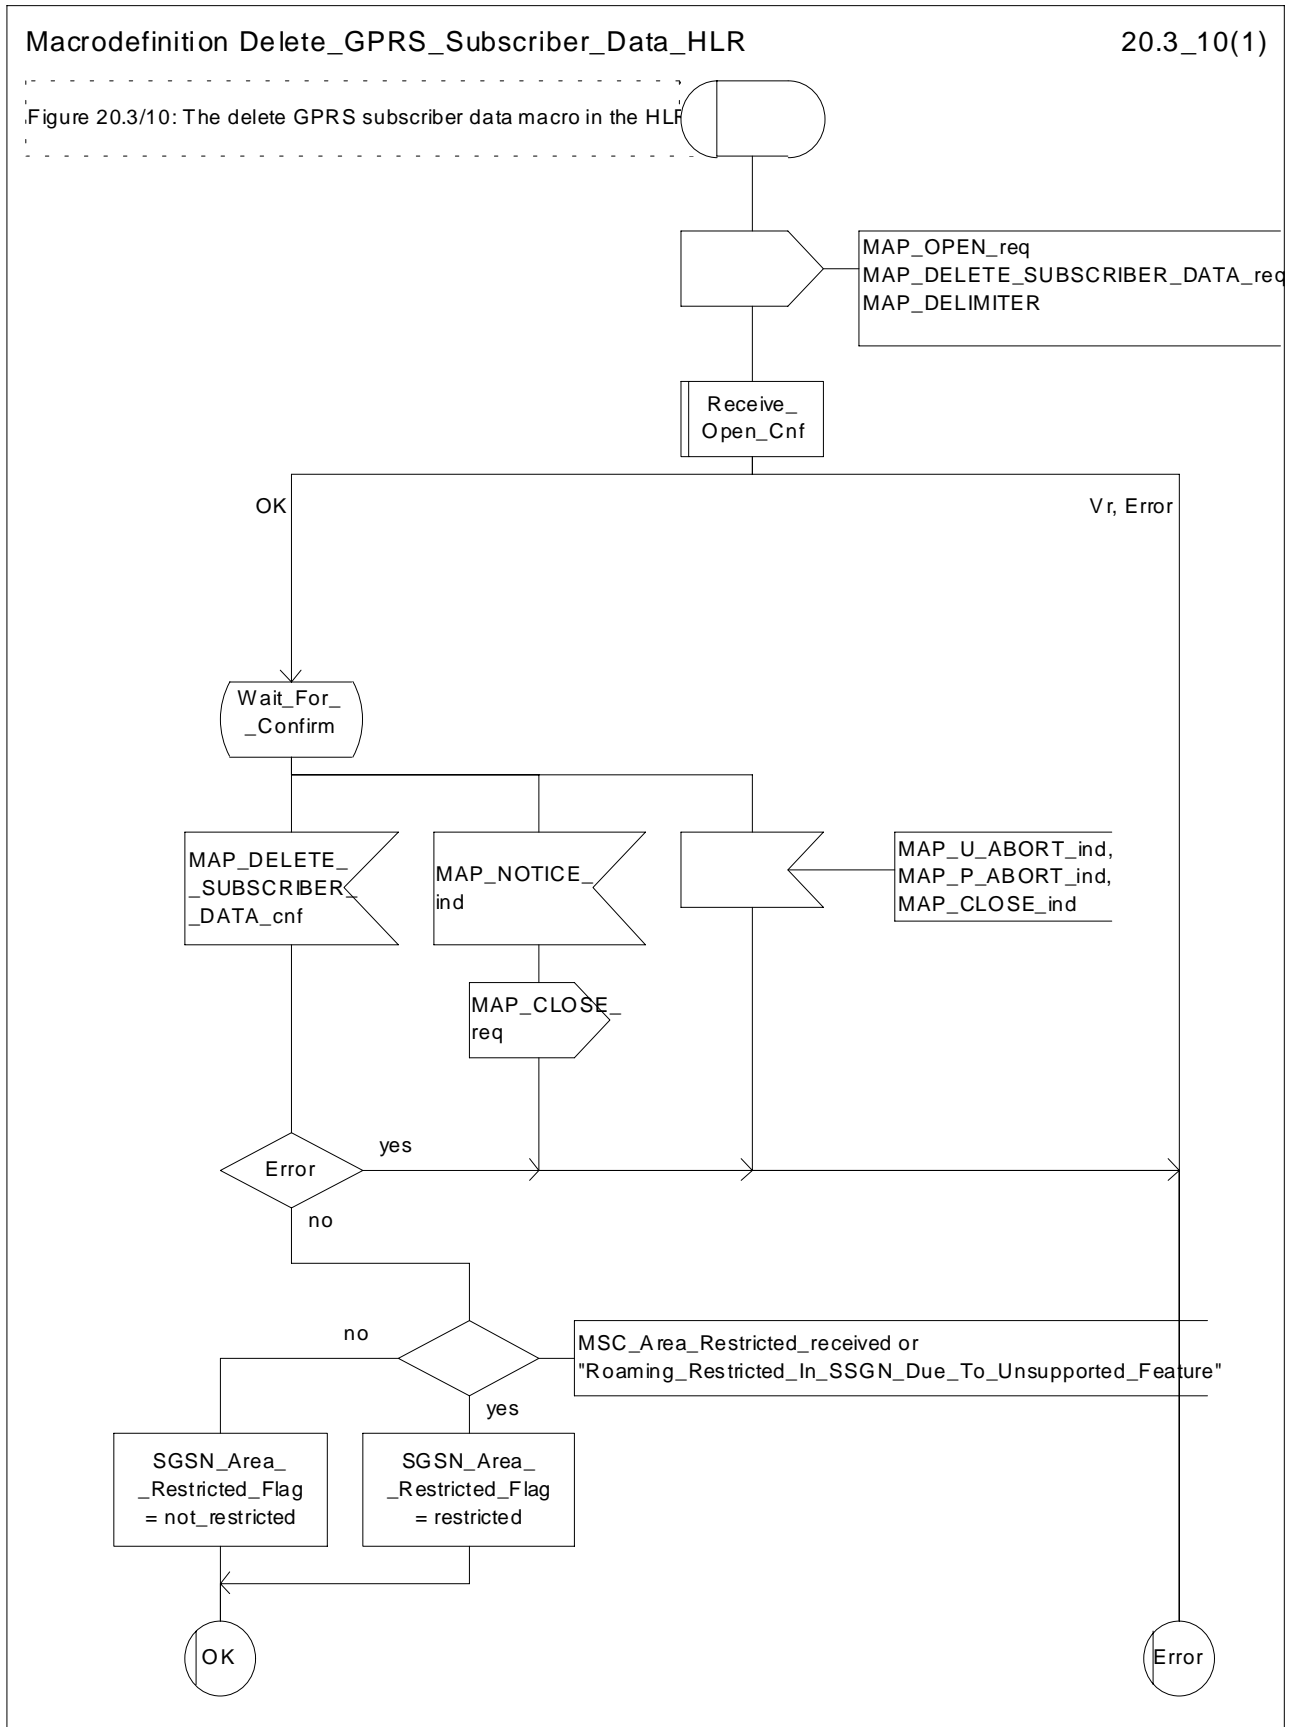 Macrodefinition Delete_GPRS_Subscriber_Data_HLR
20.3_10(1)
Figure 20.3/10: The delete GPRS subscriber data macro in the HLR
MAP_OPEN_req
MAP_DELETE_SUBSCRIBER_DATA_req
MAP_DELIMITER
Receive_
Open_Cnf
OK
Vr, Error
Wait_For_
_Confirm
MAP_DELETE_
_SUBSCRIBER_
_DATA_cnf
MAP_NOTICE_
ind
MAP_U_ABORT_ind,
MAP_P_ABORT_ind,
MAP_CLOSE_ind
MAP_CLOSE_
req
Error
yes
no
no
MSC_Area_Restricted_received or
"Roaming_Restricted_In_SSGN_Due_To_Unsupported_Feature"
yes
SGSN_Area_
_Restricted_Flag
= not_restricted
SGSN_Area_
_Restricted_Flag
= restricted
OK
Error